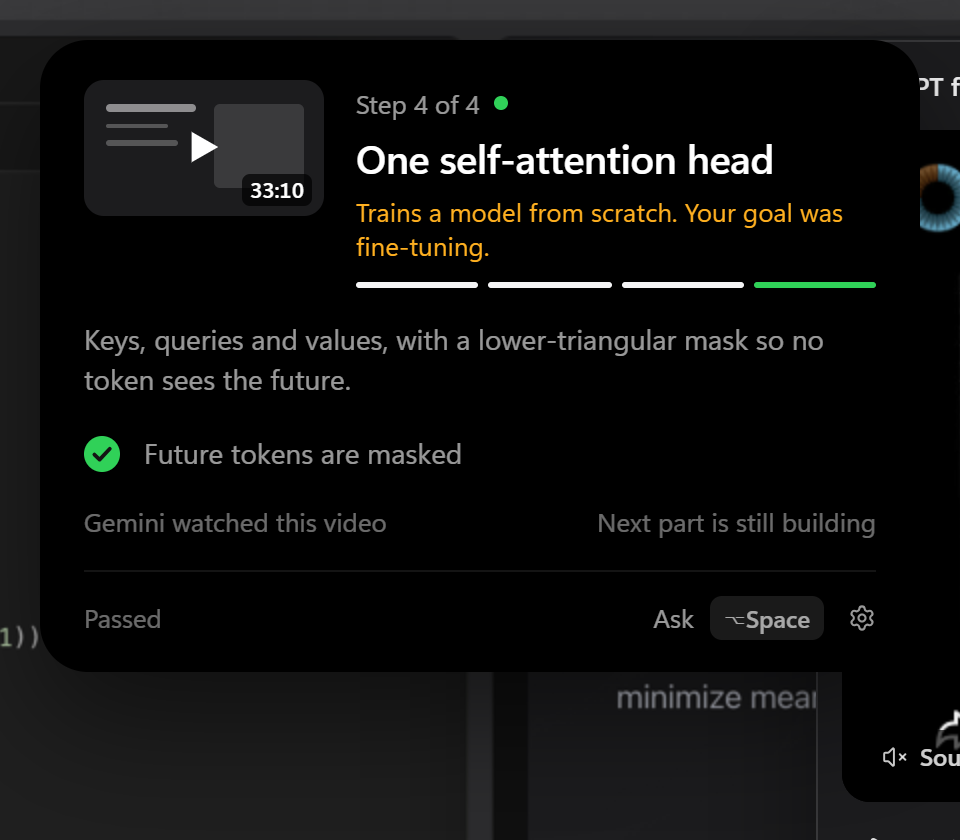 Step 4 of 4
One self-attention head
33:10
Trains a model from scratch. Your goal was
fine-tuning.
Keys, queries and values, with a lower-triangular mask so no
token sees the future.
Future tokens are masked
Gemini watched this video
Next part is still building
Passed
Ask
⌥Space
PT f
1))
minimize mear
Sou